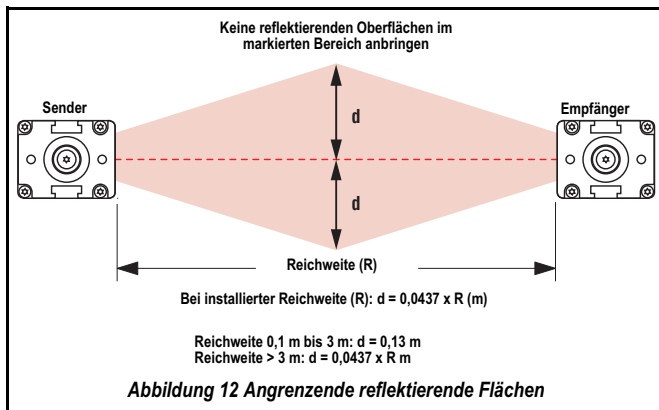 Keine reflektierenden Oberflächen im
markierten Bereich anbringen
Sender
Empfänger
d
d
Reichweite (R)
Bei installierter Reichweite (R): d = 0,0437 x R (m)
Reichweite 0,1 m bis 3 m: d = 0,13 m
Reichweite > 3 m: d = 0,0437 x R m
Abbildung 12 Angrenzende reflektierende Flächen